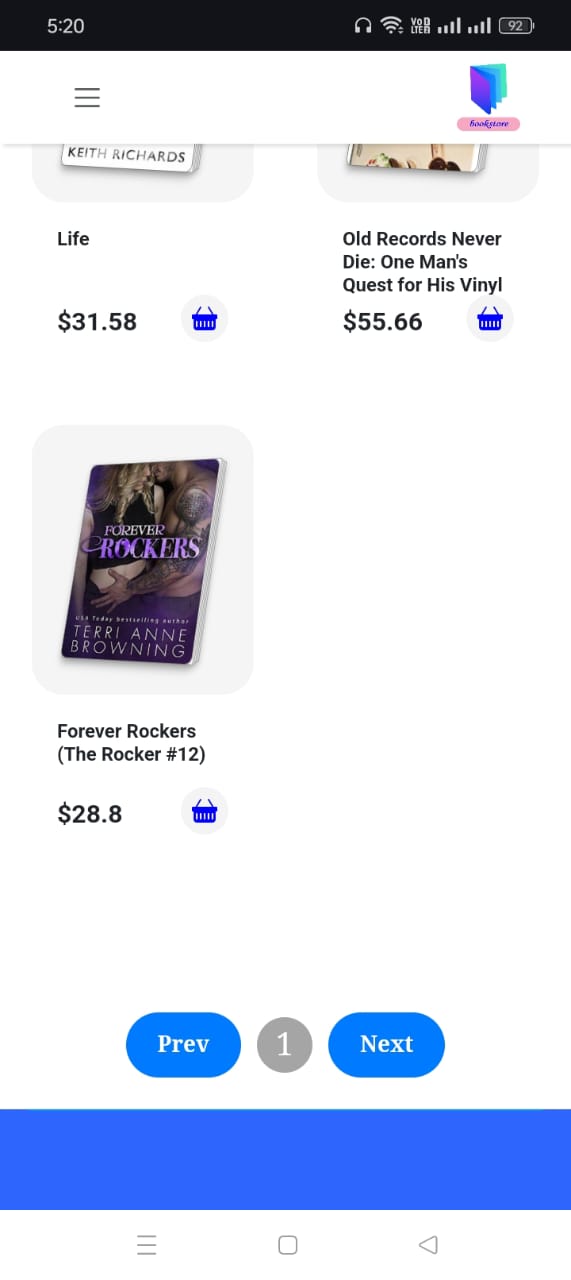 5:20
VoD
LTE
92
bookstore
KEITH RICHARDS
Life
Old Records Never
Die: One Man's
Quest for His Vinyl
$31.58
$55.66
FOREVER
ROCKERS
USA Today bestselling author
TERRI ANNE
BROWNING
Forever Rockers
(The Rocker #12)
$28.8
Prev
1
Next